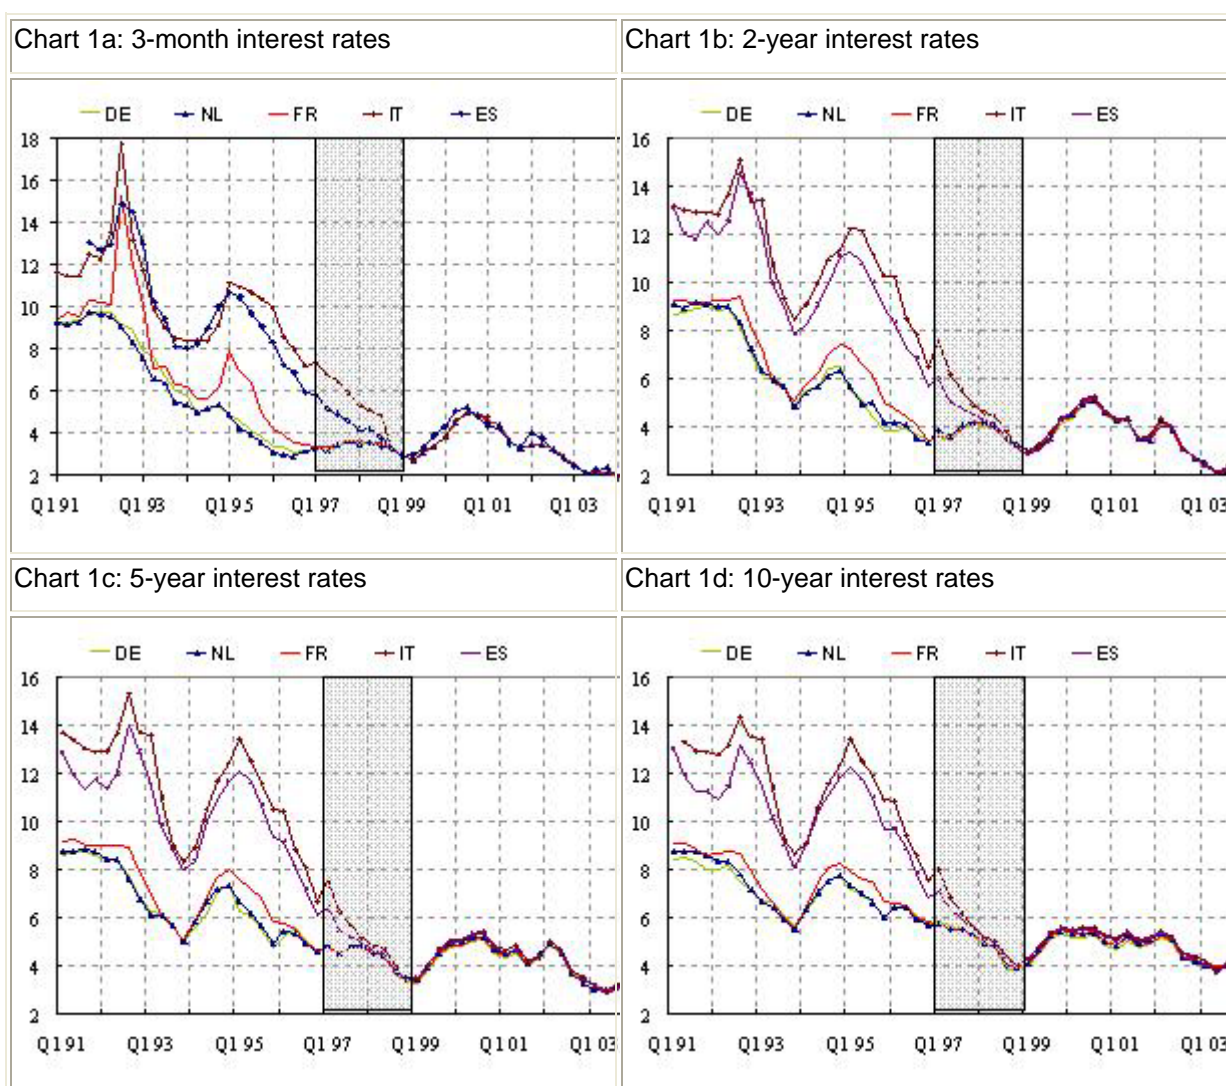 Chart 1a: 3-month interest rates
DE NL FR IT ES
18
16
14
12
10
8
6
4
2
Q1 91 Q1 93 Q1 95 Q1 97 Q1 99 Q1 01 Q1 03
Chart 1b: 2-year interest rates
DE NL FR IT ES
16
14
12
10
8
6
4
2
Q1 91 Q1 93 Q1 95 Q1 97 Q1 99 Q1 01 Q1 03
Chart 1c: 5-year interest rates
DE NL FR IT ES
16
14
12
10
8
6
4
2
Q1 91 Q1 93 Q1 95 Q1 97 Q1 99 Q1 01 Q1 03
Chart 1d: 10-year interest rates
DE NL FR IT ES
16
14
12
10
8
6
4
2
Q1 91 Q1 93 Q1 95 Q1 97 Q1 99 Q1 01 Q1 03